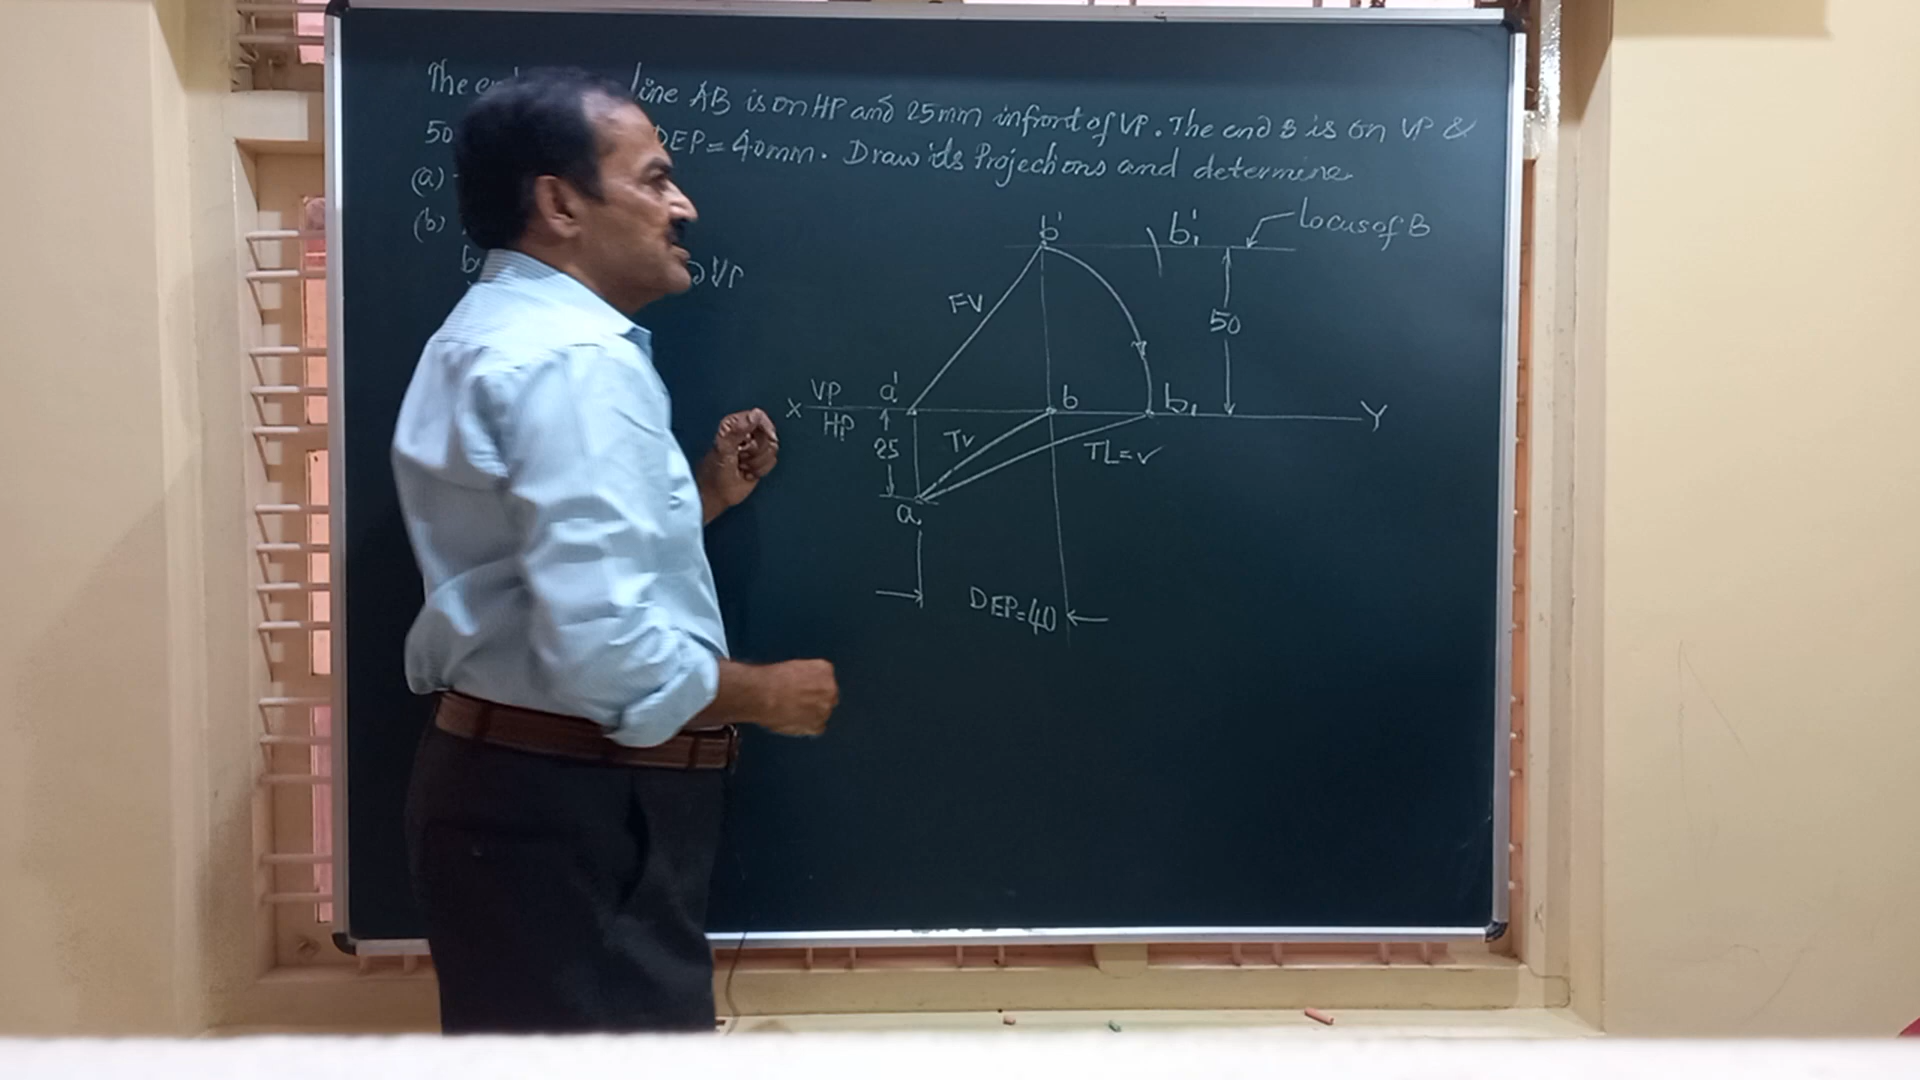 The line AB is on HP and 25mm infront of VP. The end B is on VP &
50 DEP=40mm. Draw its Projections and determine
(a)
(b)
VP
b' b₁' Locus of B
FV
50
VP a' b b₁
X Y
HP
25 TV TL=✓
a
DEP=40